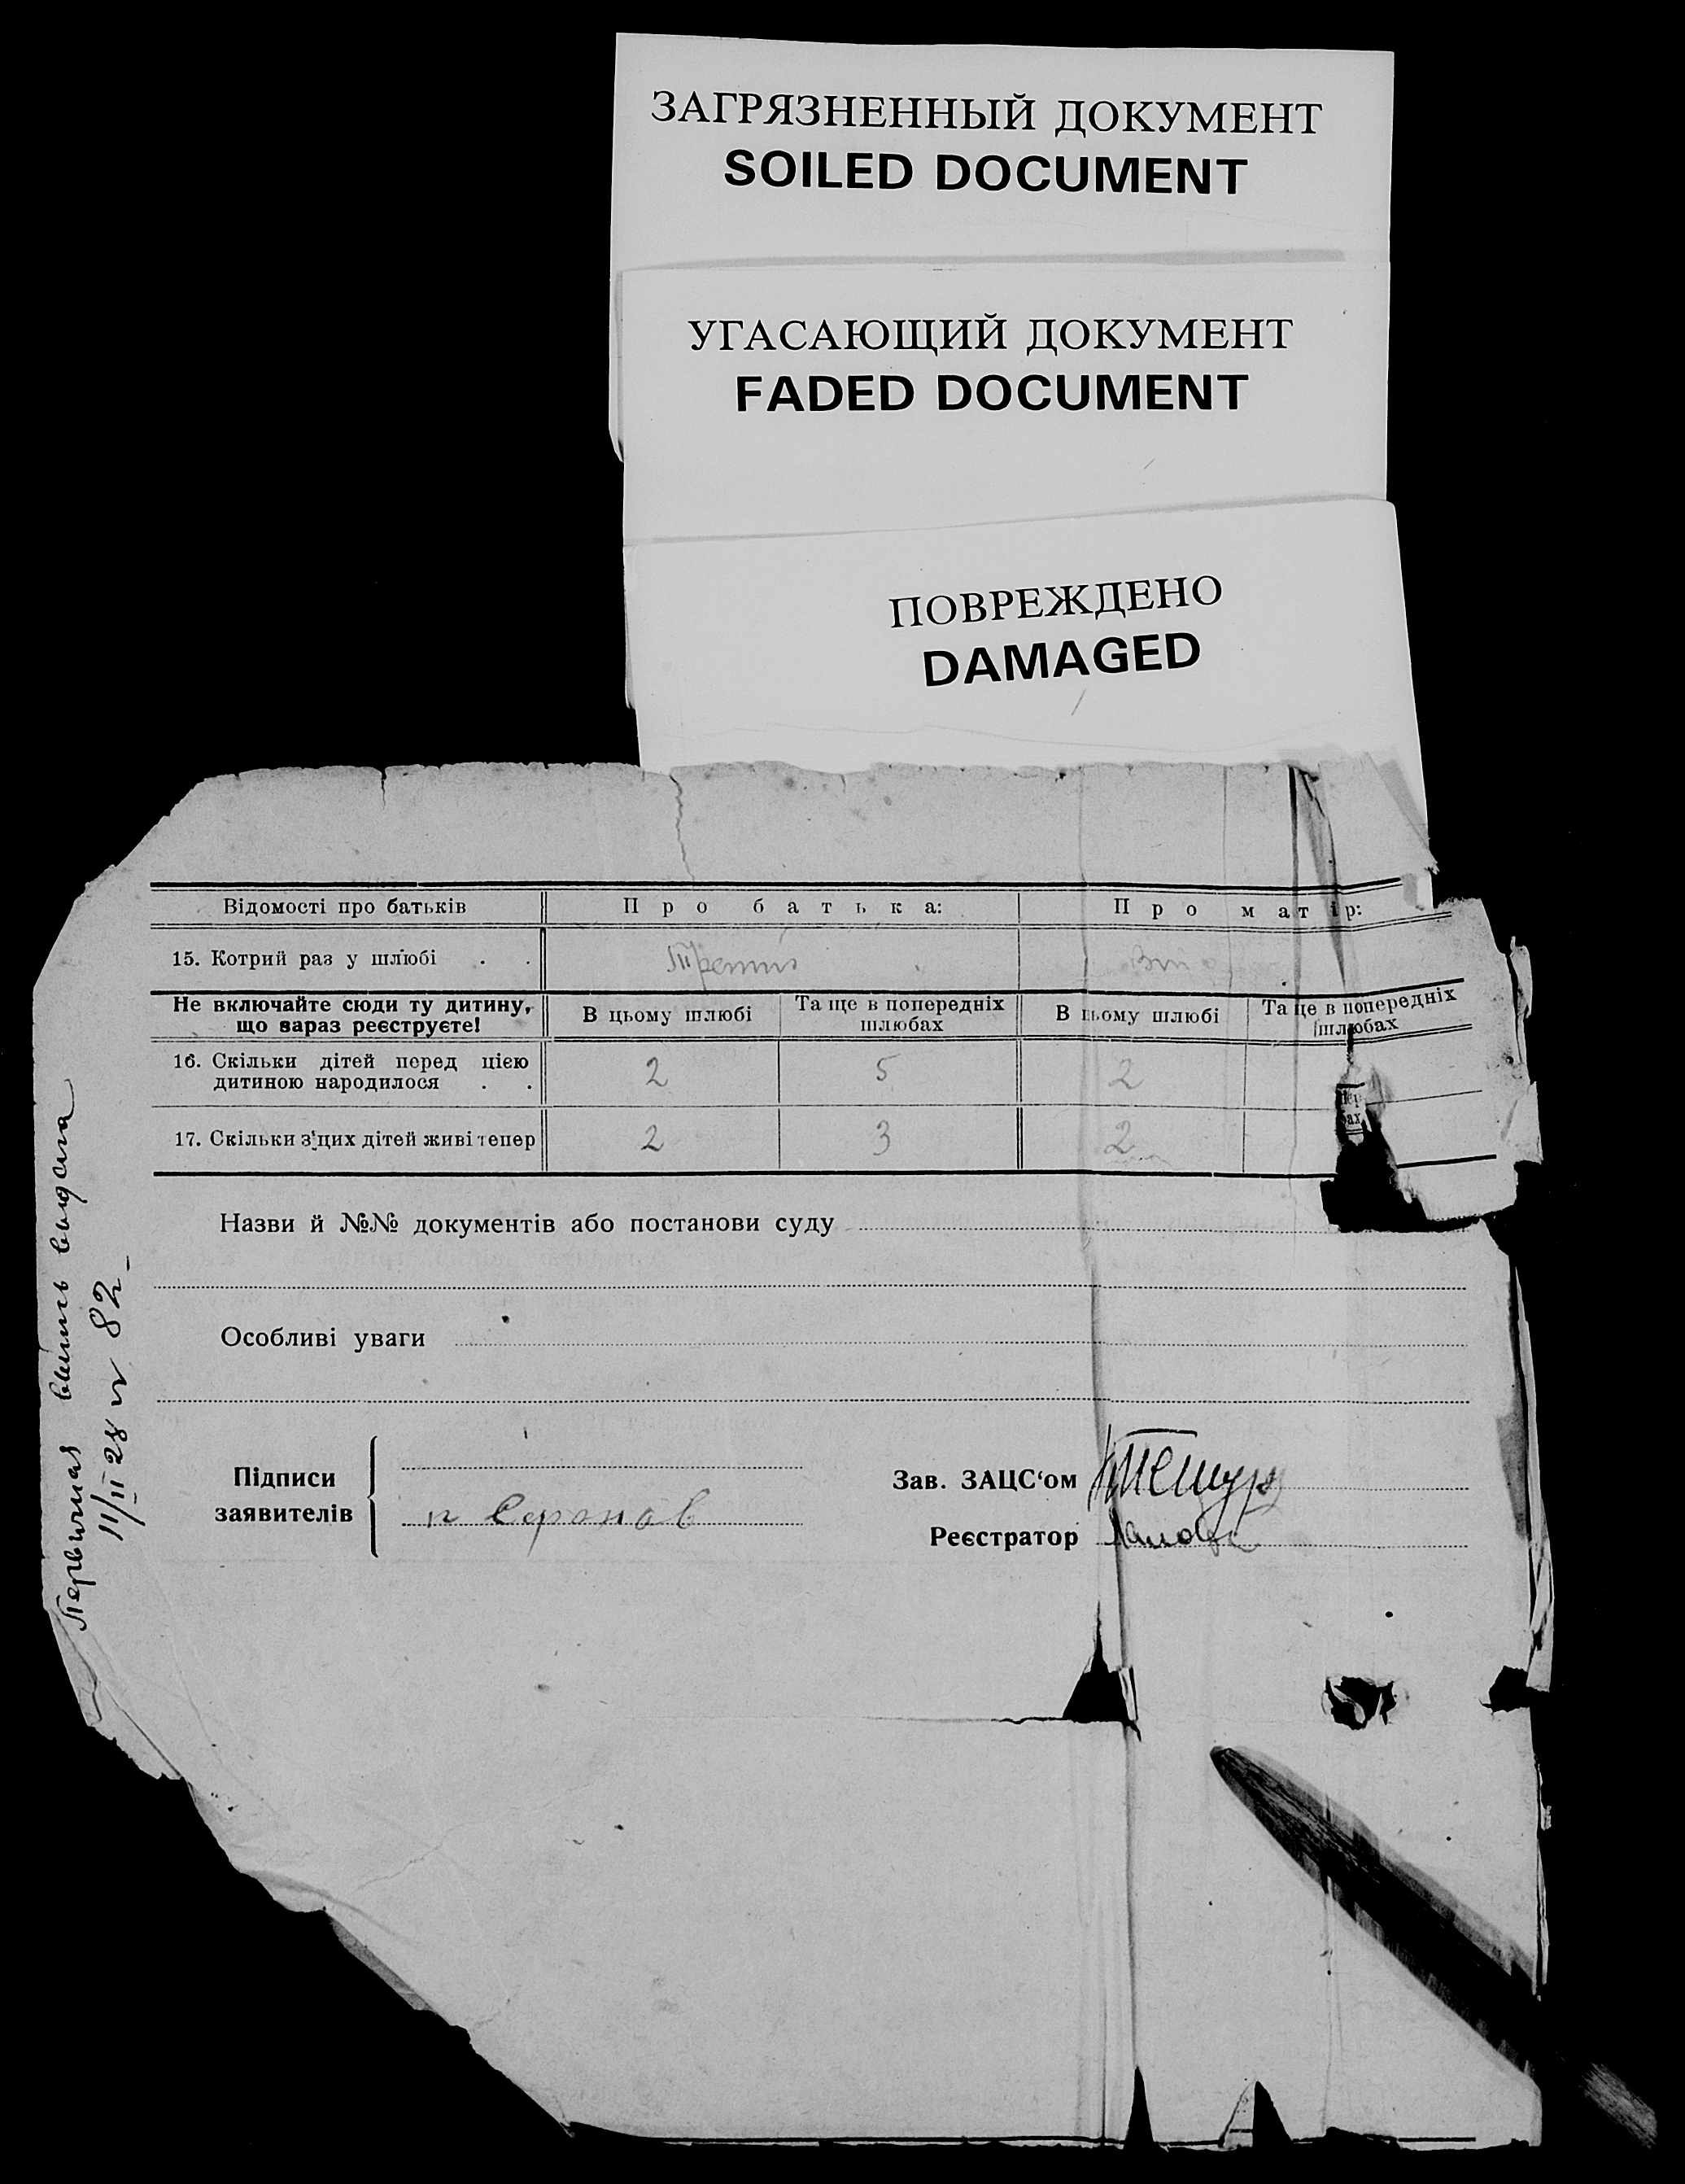 ЗАГРЯЗНЕННЫЙ ДОКУМЕНТ
SOILED DOCUMENT
УГАСАЮЩИЙ ДОКУМЕНТ
FADED DOCUMENT
ПОВРЕЖДЕНО
DAMAGED
Відомості про батьків Про батька: Про матір:
15. Котрий раз у шлюбі . . Третий
Не включайте сюди ту дитину, що зараз реєструєте! В цьому шлюбі Та ще в попередніх шлюбах В цьому шлюбі Та ще в попередніх шлюбах
16. Скільки дітей перед цією дитиною народилося . . 2 5 2
17. Скільки з цих дітей живі тепер 2 3 2
Назви й №№ документів або постанови суду
Особливі уваги
Підписи заявителів
Зав. ЗАЦС‘ом
Реєстратор
Первичная выпись выдана
11/II 28 № 82